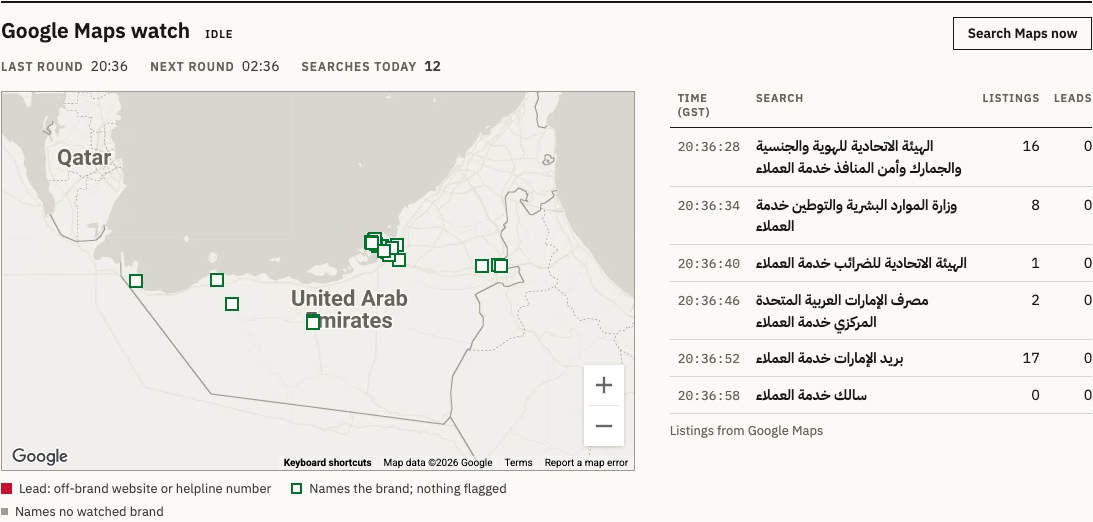 Google Maps watch IDLE
Search Maps now
LAST ROUND 20:36 NEXT ROUND 02:36 SEARCHES TODAY 12
Qatar
United Arab
mirates
+
−
Google
Keyboard shortcuts Map data ©2026 Google Terms Report a map error
Lead: off-brand website or helpline number Names the brand; nothing flagged
Names no watched brand
TIME (GST) SEARCH LISTINGS LEADS
20:36:28 الهيئة الاتحادية للهوية والجنسية 16 0
والجمارك وأمن المنافذ خدمة العملاء
20:36:34 وزارة الموارد البشرية والتوطين خدمة 8 0
العملاء
20:36:40 الهيئة الاتحادية للضرائب خدمة العملاء 1 0
20:36:46 مصرف الإمارات العربية المتحدة 2 0
المركزي خدمة العملاء
20:36:52 بريد الإمارات خدمة العملاء 17 0
20:36:58 سالك خدمة العملاء 0 0
Listings from Google Maps